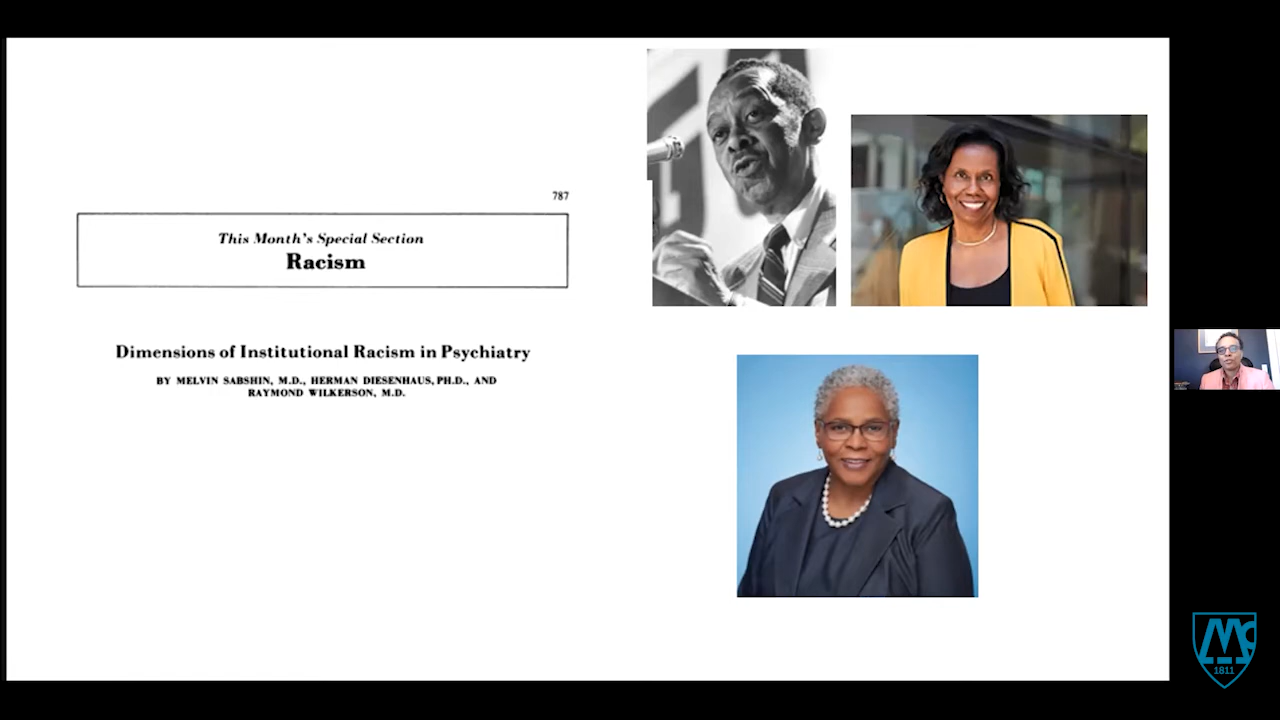 787
This Month's Special Section
Racism
Dimensions of Institutional Racism in Psychiatry
BY MELVIN SABSHIN, M.D., HERMAN DIESENHAUS, PH.D., AND
RAYMOND WILKERSON, M.D.
Mc
1811